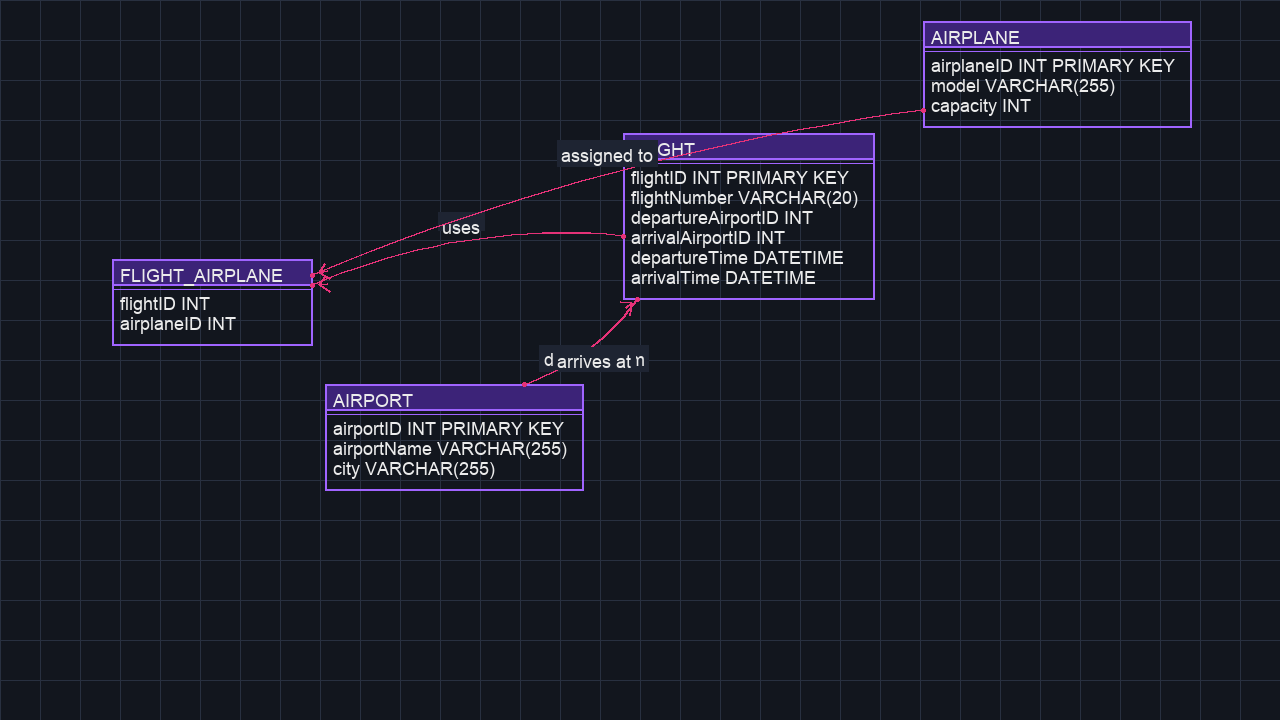 AIRPLANE
airplaneID INT PRIMARY KEY
model VARCHAR(255)
capacity INT
assigned to
GHT
flightID INT PRIMARY KEY
flightNumber VARCHAR(20)
departureAirportID INT
arrivalAirportID INT
departureTime DATETIME
arrivalTime DATETIME
uses
FLIGHT_AIRPLANE
flightID INT
airplaneID INT
arrives at
AIRPORT
airportID INT PRIMARY KEY
airportName VARCHAR(255)
city VARCHAR(255)